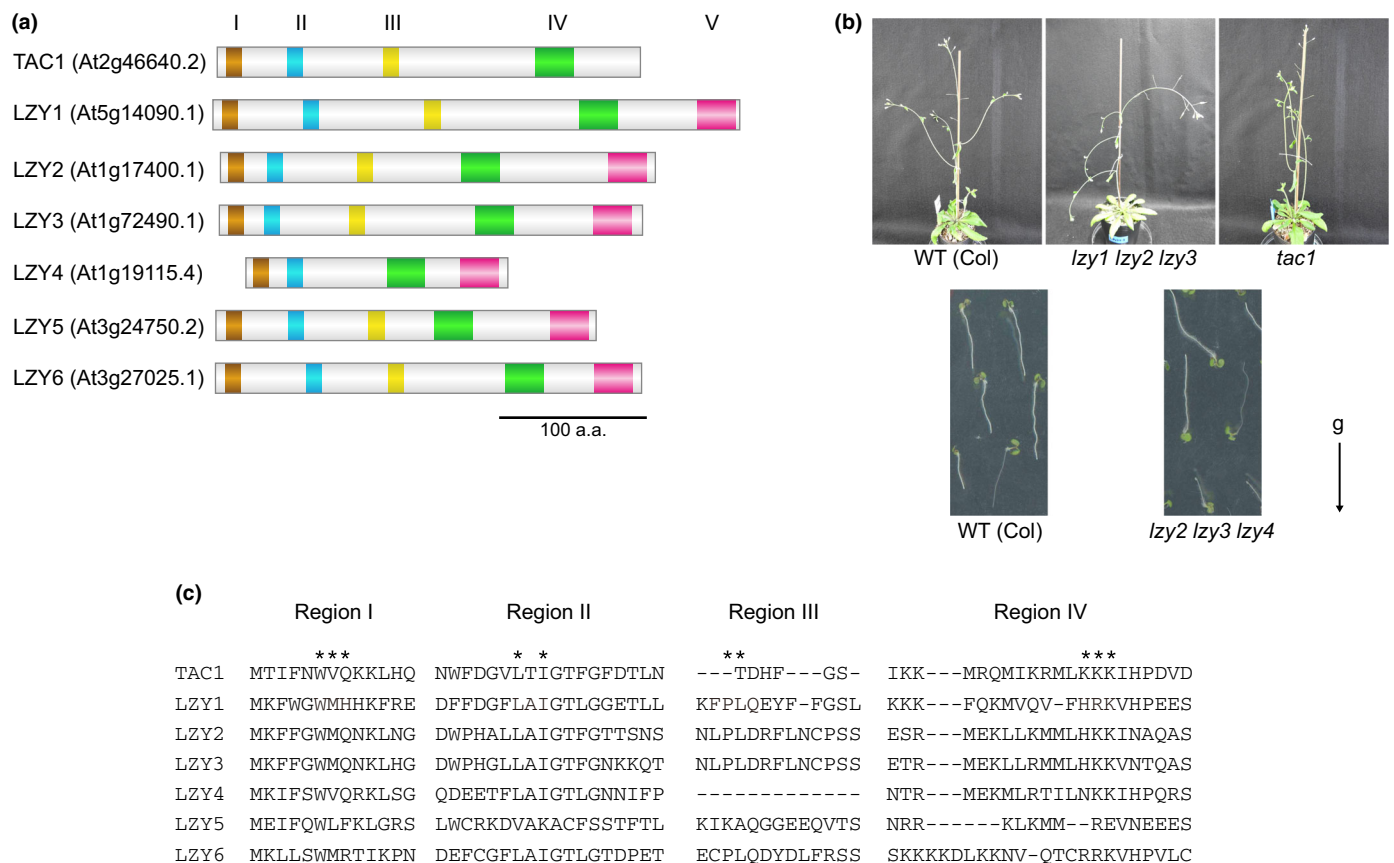 (a)
I II III IV V
TAC1 (At2g46640.2)
LZY1 (At5g14090.1)
LZY2 (At1g17400.1)
LZY3 (At1g72490.1)
LZY4 (At1g19115.4)
LZY5 (At3g24750.2)
LZY6 (At3g27025.1)
100 a.a.
(b)
WT (Col) lzy1 lzy2 lzy3 tac1
g
WT (Col) lzy2 lzy3 lzy4
(c)
Region I Region II Region III Region IV
*** * * ** ***
TAC1 MTIFNWVQKKLHQ NWFDGVLTIGTFGFDTLN ---TDHF---GS- IKK---MRQMIKRMLKKKIHPDVD
LZY1 MKFWGWMHHKFRE DFFDGFLAIGTLGGETLL KFPLQEYF-FGSL KKK---FQKMVQV-FHRKVHPEES
LZY2 MKFFGWMQNKLNG DWPHALLAIGTFGTTSNS NLPLDRFLNCPSS ESR---MEKLLKMMLHKKINAQAS
LZY3 MKFFGWMQNKLHG DWPHGLLAIGTFGNKKQT NLPLDRFLNCPSS ETR---MEKLLRMMLHKKVNTQAS
LZY4 MKIFSWVQRKLSG QDEETFLAIGTLGNNIFP ------------- NTR---MEKMLRTILNKKIHPQRS
LZY5 MEIFQWLFKLGRS LWCRKDVAKACFSSTFTL KIKAQGGEEQVTS NRR------KLKMM--REVNEEES
LZY6 MKLLSWMRTIKPN DEFCGFLAIGTLGTDPET ECPLQDYDLFRSS SKKKKDLKKNV-QTCRRKVHPVLC